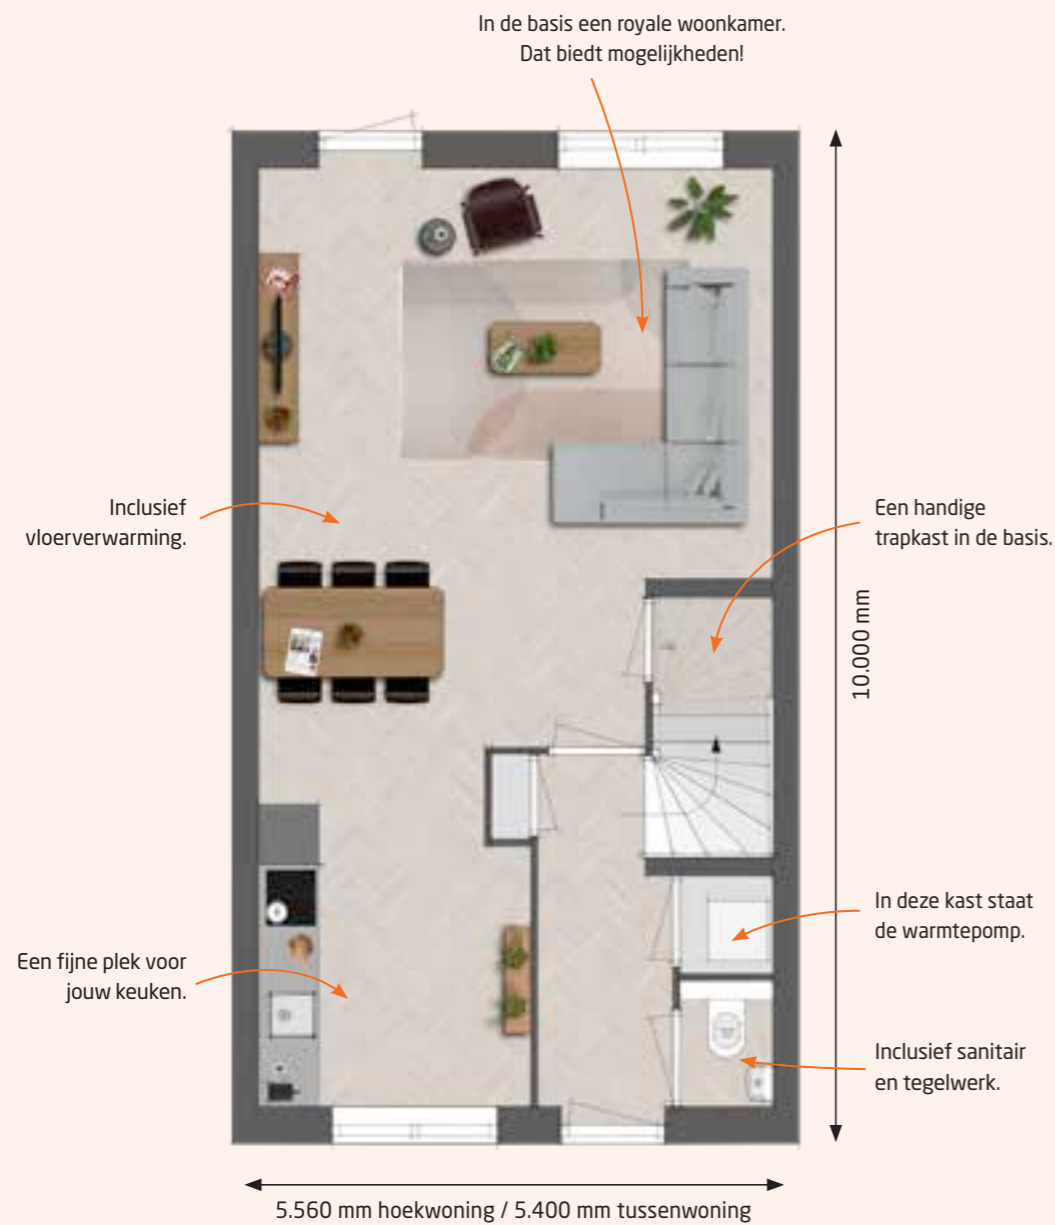 In de basis een royale woonkamer.
Dat biedt mogelijkheden!
Inclusief
vloerverwarming.
Een handige
trapkast in de basis.
10.000 mm
In deze kast staat
de warmtepomp.
Een fijne plek voor
jouw keuken.
Inclusief sanitair
en tegelwerk.
5.560 mm hoekwoning / 5.400 mm tussenwoning